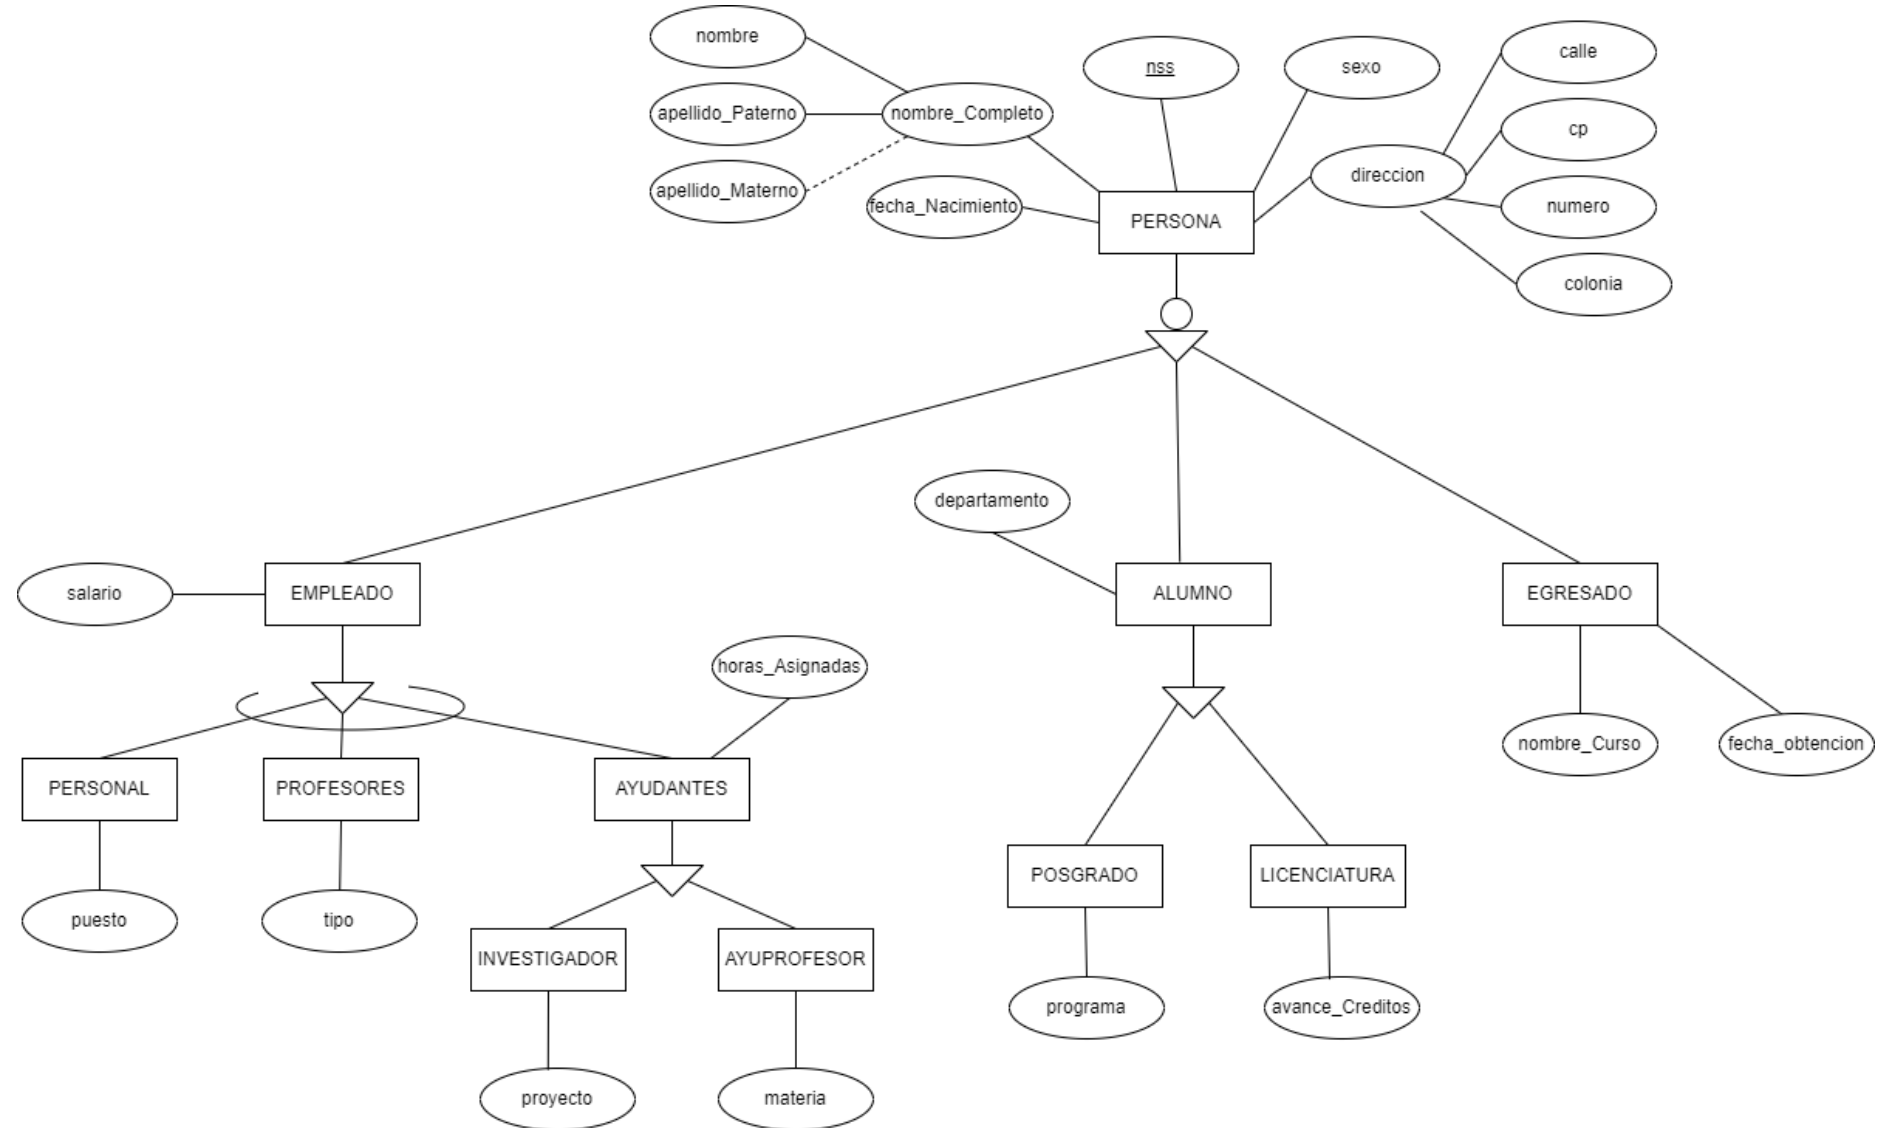 nombre
nss
sexo
calle
apellido_Paterno
nombre_Completo
cp
apellido_Materno
fecha_Nacimiento
direccion
numero
PERSONA
colonia
departamento
salario
EMPLEADO
ALUMNO
EGRESADO
horas_Asignadas
nombre_Curso
fecha_obtencion
PERSONAL
PROFESORES
AYUDANTES
POSGRADO
LICENCIATURA
puesto
tipo
INVESTIGADOR
AYUPROFESOR
programa
avance_Creditos
proyecto
materia